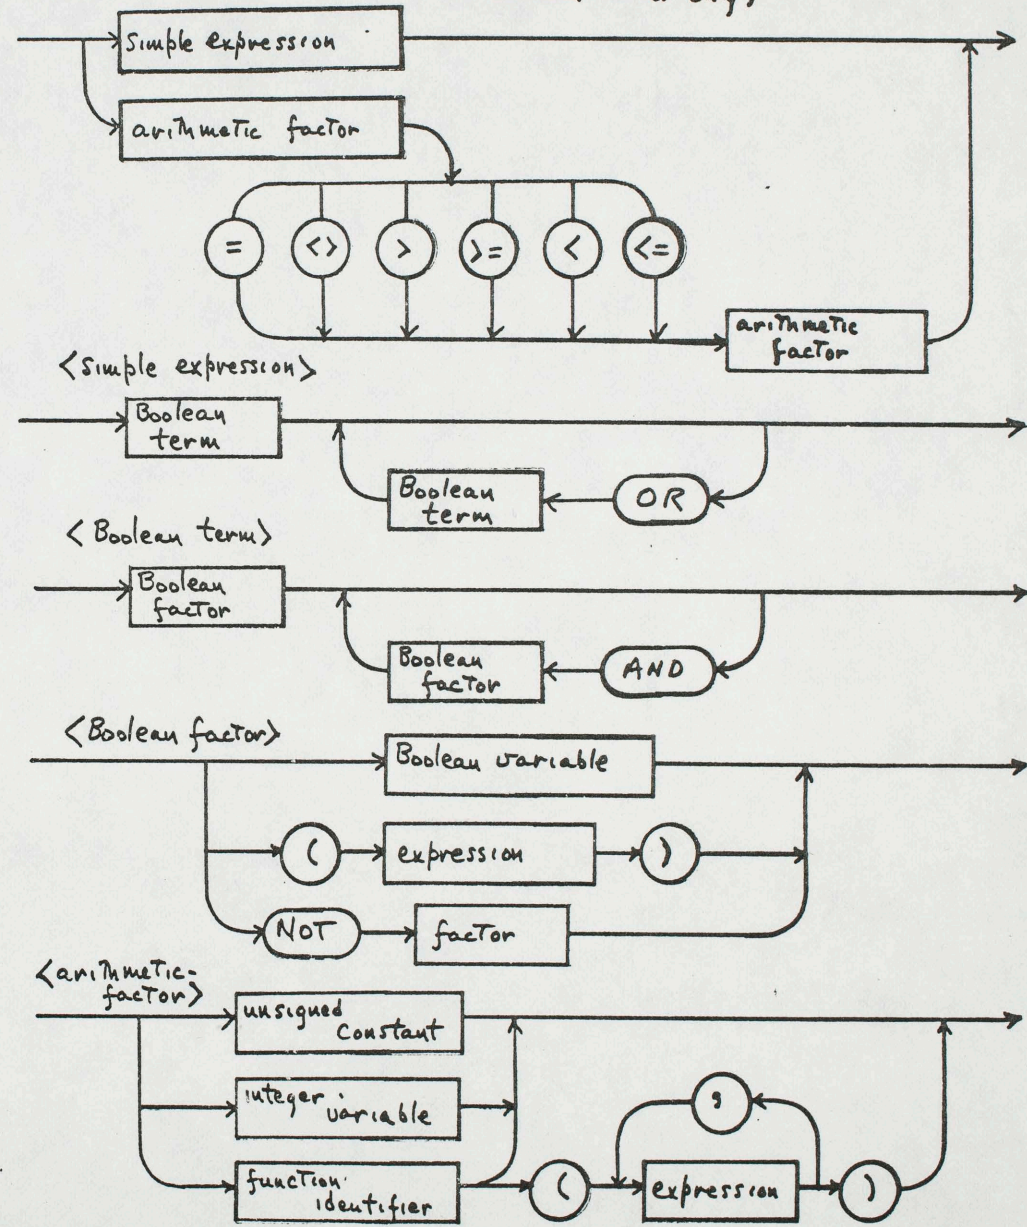 Simple expression
arithmetic factor
= <> > >= < <=
arithmetic
factor
<Simple expression>
Boolean
term
Boolean
term
OR
<Boolean term>
Boolean
factor
Boolean
factor
AND
<Boolean factor>
Boolean variable
( expression )
NOT factor
<arithmetic-
factor>
unsigned
Constant
integer
variable
,
function
identifier
( expression )